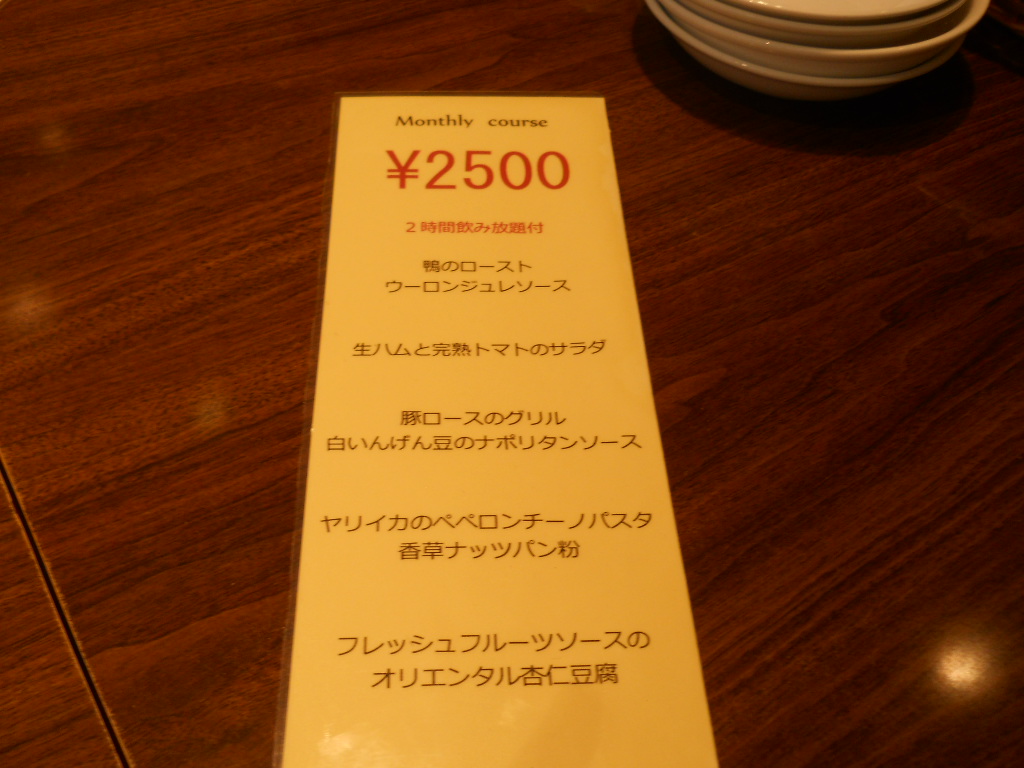 Monthly course
¥2500
2時間飲み放題付
鴨のロースト
ウーロンジュレソース
生ハムと完熟トマトのサラダ
豚ロースのグリル
白いんげん豆のナポリタンソース
ヤリイカのペペロンチーノパスタ
香草ナッツパン粉
フレッシュフルーツソースの
オリエンタル杏仁豆腐